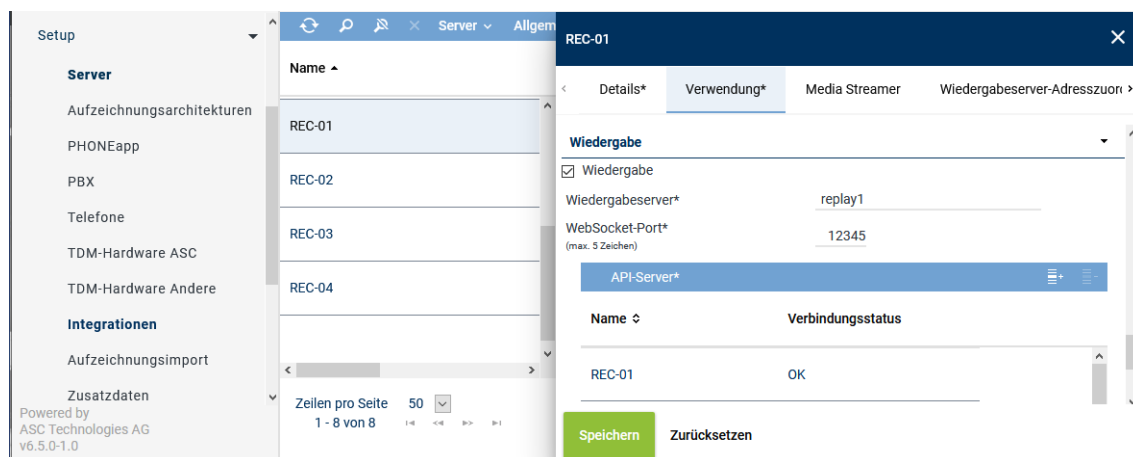 Setup
Server
Aufzeichnungsarchitekturen
PHONEapp
PBX
Telefone
TDM-Hardware ASC
TDM-Hardware Andere
Integrationen
Aufzeichnungsimport
Zusatzdaten
Powered by
ASC Technologies AG
v6.5.0-1.0
Server Allgem
Name
REC-01
REC-02
REC-03
REC-04
Zeilen pro Seite 50
1 - 8 von 8
REC-01
Details* Verwendung* Media Streamer Wiedergabeserver-Adresszuor
Wiedergabe
Wiedergabe
Wiedergabeserver* replay1
WebSocket-Port* 12345
(max. 5 Zeichen)
API-Server*
Name Verbindungsstatus
REC-01 OK
Speichern Zurücksetzen